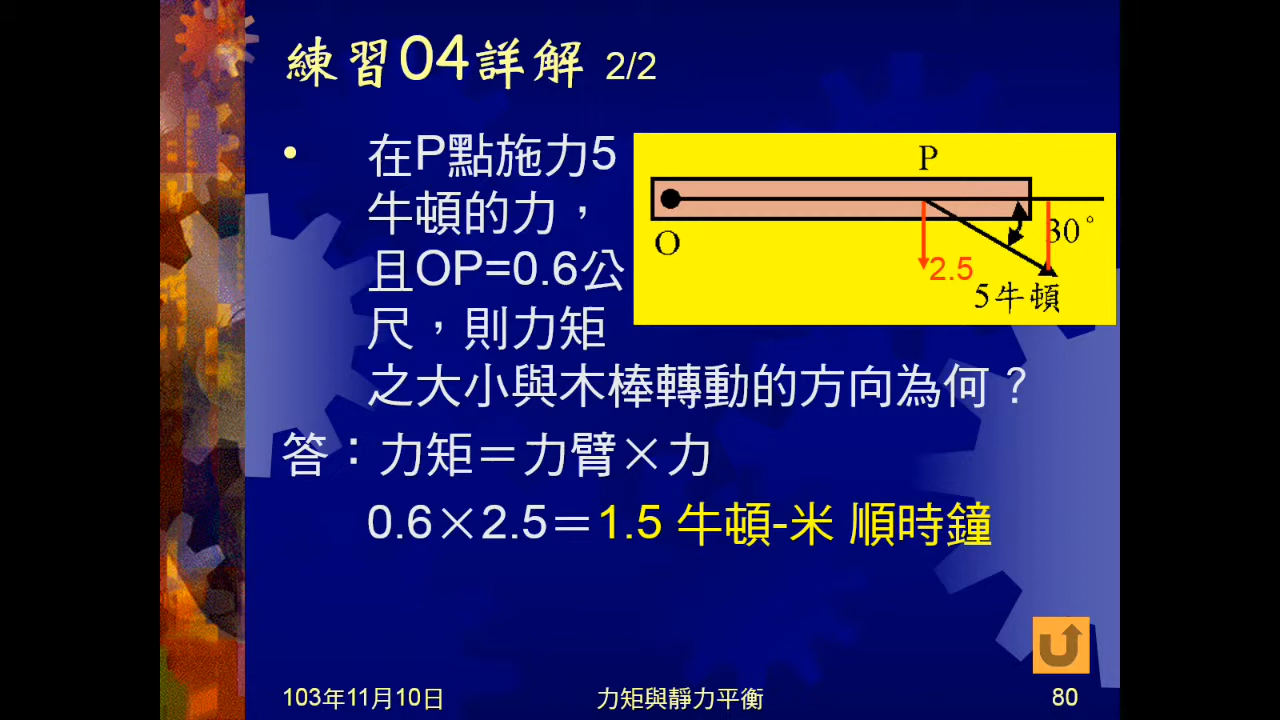 練習04詳解 2/2
• 在P點施力5
牛頓的力，
且OP=0.6公
尺，則力矩
之大小與木棒轉動的方向為何？
P
O
30°
2.5
5牛頓
答：力矩＝力臂×力
0.6×2.5＝1.5 牛頓-米 順時鐘
103年11月10日
力矩與靜力平衡
80